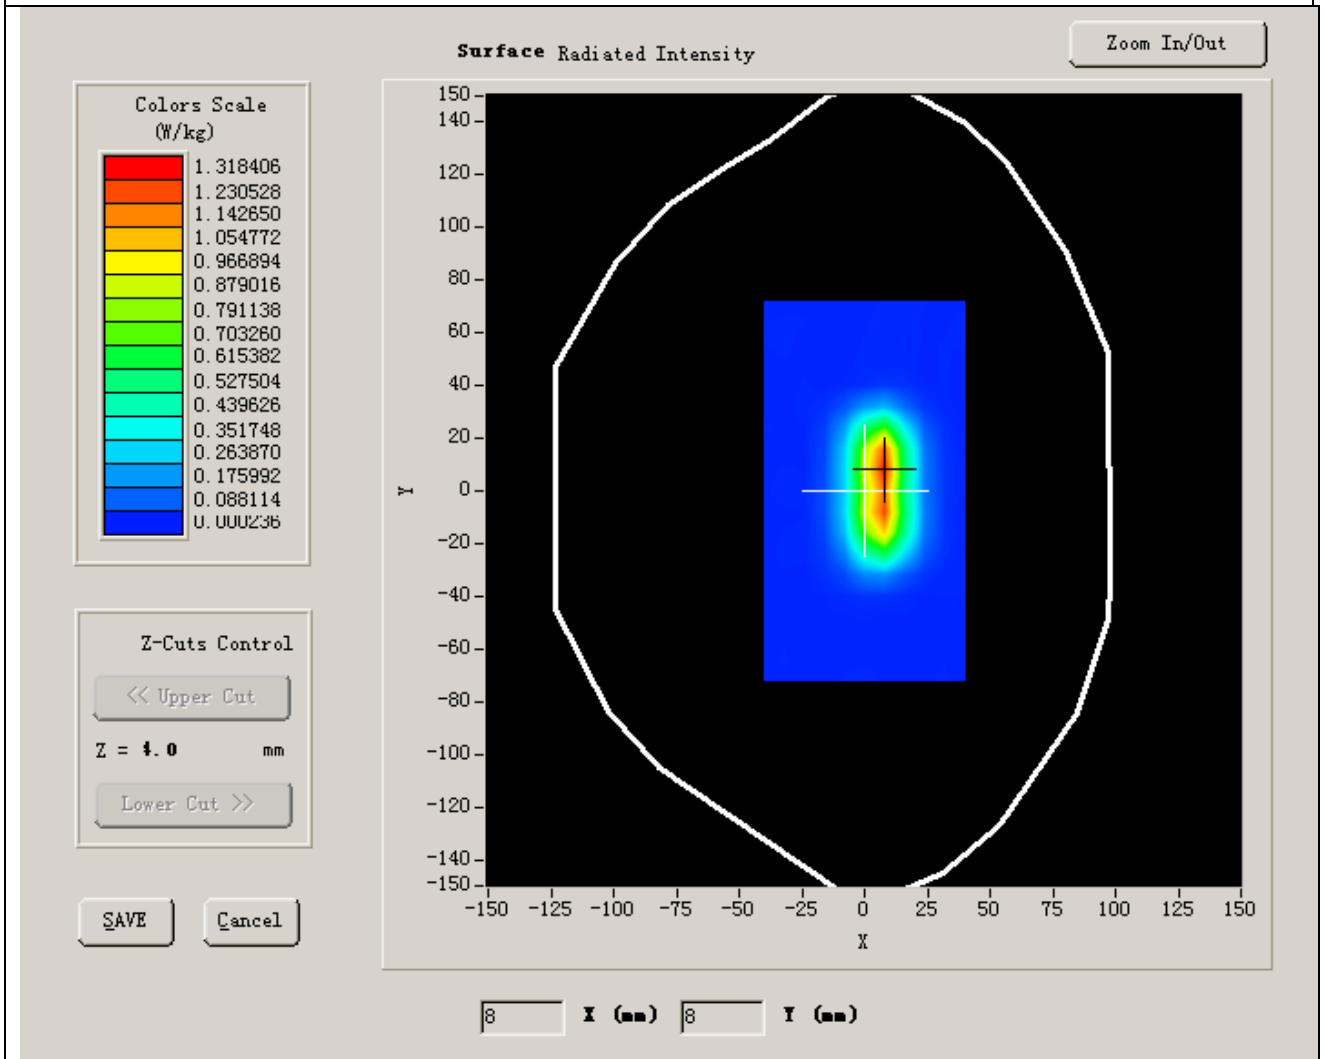 Surface Radiated Intensity
Zoom In/Out
Colors Scale
(W/kg)
1.318406
1.230528
1.142650
1.054772
0.966894
0.879016
0.791138
0.703260
0.615382
0.527504
0.439626
0.351748
0.263870
0.175992
0.088114
0.000236
Z-Cuts Control
<< Upper Cut
Z = 4.0 mm
Lower Cut >>
SAVE Cancel
150
140
120
100
80
60
40
20
0
-20
-40
-60
-80
-100
-120
-140
-150
Y
-150 -125 -100 -75 -50 -25 0 25 50 75 100 125 150
X
8 X (mm) 8 Y (mm)